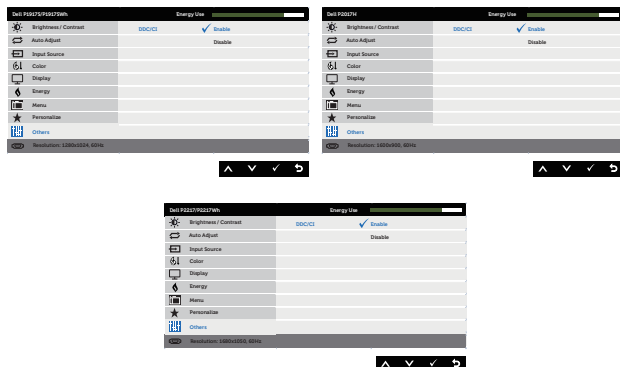 Dell P1917S/P1917SWh Energy Use
Brightness / Contrast DDC/CI Enable
Auto Adjust Disable
Input Source
Color
Display
Energy
Menu
Personalize
Others
Resolution: 1280x1024, 60Hz
Dell P2017H Energy Use
Brightness / Contrast DDC/CI Enable
Auto Adjust Disable
Input Source
Color
Display
Energy
Menu
Personalize
Others
Resolution: 1600x900, 60Hz
Dell P2217/P2217Wh Energy Use
Brightness / Contrast DDC/CI Enable
Auto Adjust Disable
Input Source
Color
Display
Energy
Menu
Personalize
Others
Resolution: 1680x1050, 60Hz